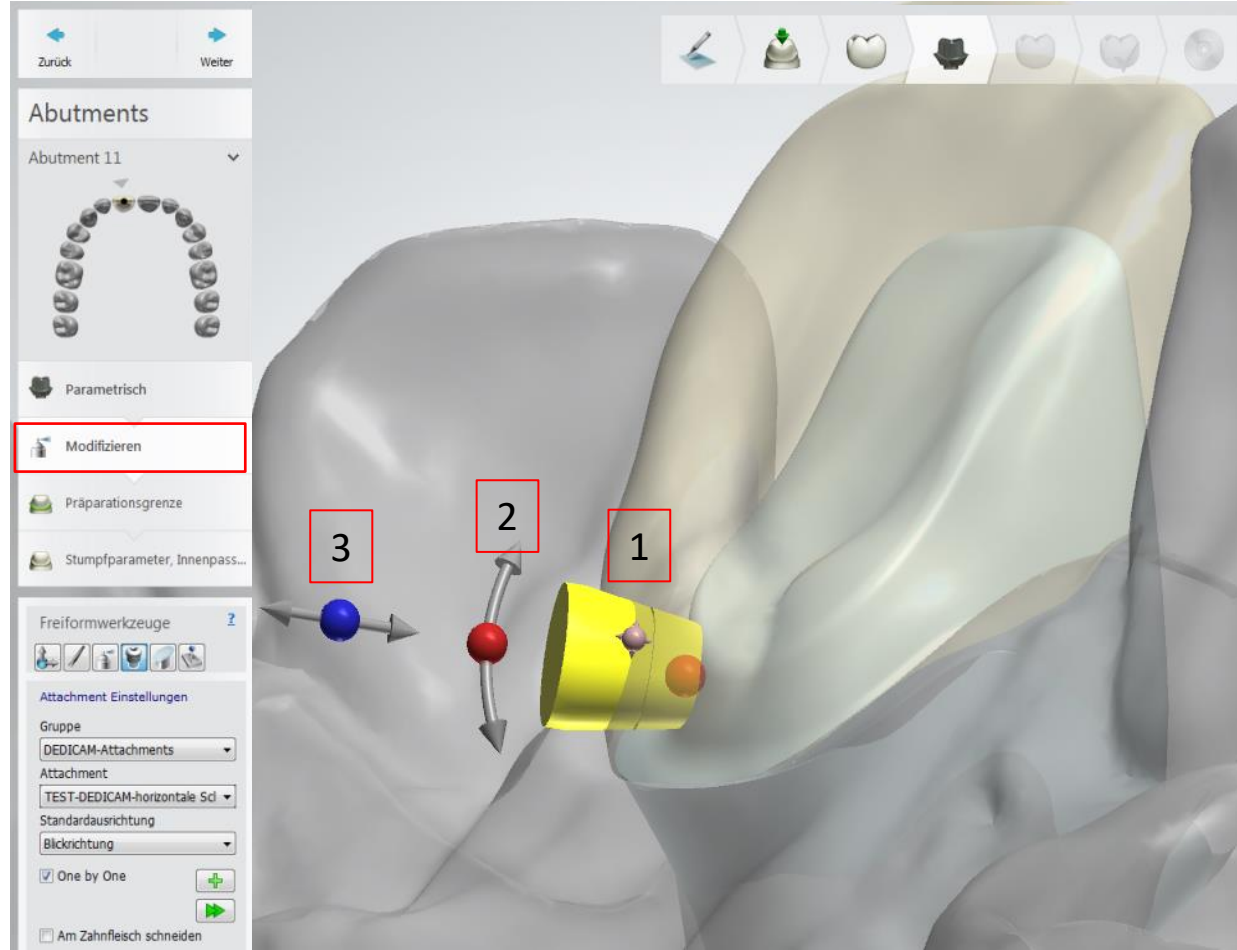 Zurück
Weiter
Abutments
Abutment 11
Parametrisch
Modifizieren
Präparationsgrenze
Stumpfparameter, Innenpass...
Freiformwerkzeuge
?
Attachment Einstellungen
Gruppe
DEDICAM-Attachments
Attachment
TEST-DEDICAM-horizontale Scl
Standardausrichtung
Blickrichtung
One by One
Am Zahnfleisch schneiden
3
2
1